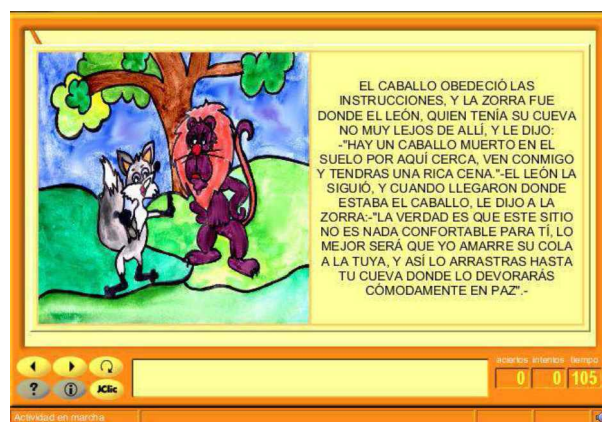 EL CABALLO OBEDECIÓ LAS
INSTRUCCIONES, Y LA ZORRA FUE
DONDE EL LEÓN, QUIEN TENÍA SU CUEVA
NO MUY LEJOS DE ALLÍ, Y LE DIJO:
-"HAY UN CABALLO MUERTO EN EL
SUELO POR AQUÍ CERCA, VEN CONMIGO
Y TENDRAS UNA RICA CENA."-EL LEÓN LA
SIGUIÓ, Y CUANDO LLEGARON DONDE
ESTABA EL CABALLO, LE DIJO A LA
ZORRA:-"LA VERDAD ES QUE ESTE SITIO
NO ES NADA CONFORTABLE PARA TÍ, LO
MEJOR SERÁ QUE YO AMARRE SU COLA
A LA TUYA, Y ASÍ LO ARRASTRAS HASTA
TU CUEVA DONDE LO DEVORARÁS
CÓMODAMENTE EN PAZ".-
aciertos intentos tiempo
0 0 105
? i JClic
Actividad en marcha